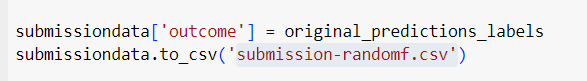 submissiondata['outcome'] = original_predictions_labels
submissiondata.to_csv('submission-randomf.csv')